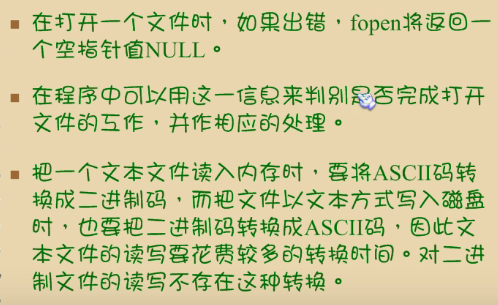 在打开一个文件时，如果出错，fopen将返回一
个空指针值NULL。
在程序中可以用这一信息来判别是否完成打开
文件的互作，并作相应的处理。
把一个文本文件读入内存时，要将ASCII码转
换成二进制码，而把文件以文本方式写入磁盘
时，也要把二进制码转换成ASCII码，因此文
本文件的读写要花费较多的转换时间。对二进
制文件的读写不存在这种转换。